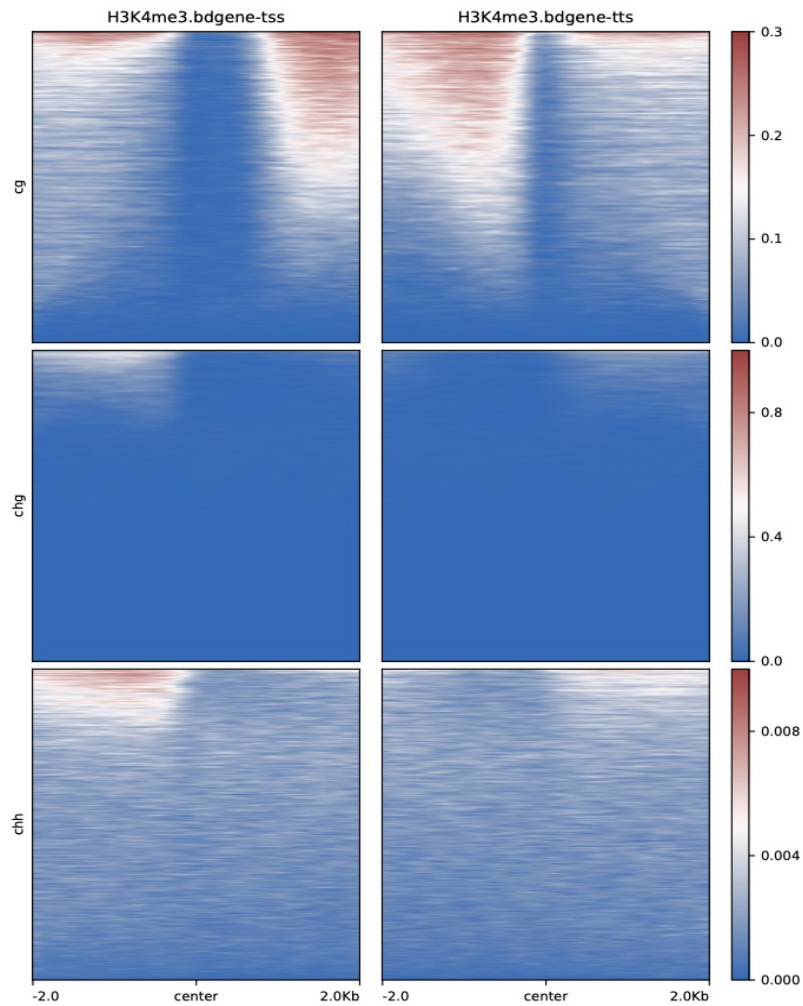 H3K4me3.bdgene-tss
H3K4me3.bdgene-tts
cg
0.3
0.2
0.1
0.0
chg
0.8
0.4
0.0
chh
0.008
0.004
0.000
-2.0 center 2.0Kb
-2.0 center 2.0Kb